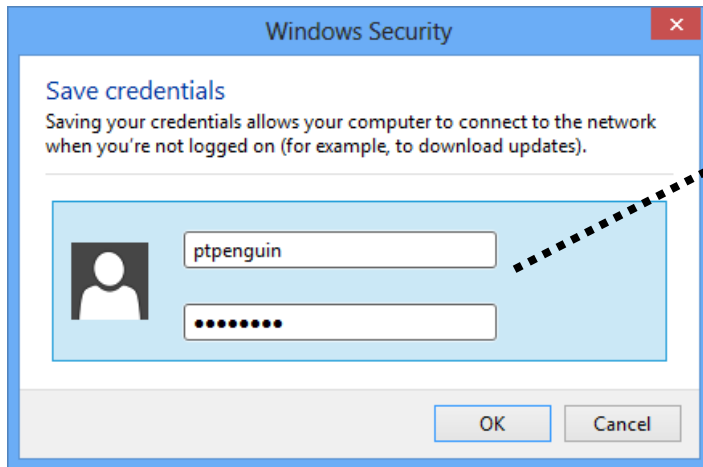 Windows Security
Save credentials
Saving your credentials allows your computer to connect to the network
when you're not logged on (for example, to download updates).
ptpenguin
●●●●●●●●
OK
Cancel